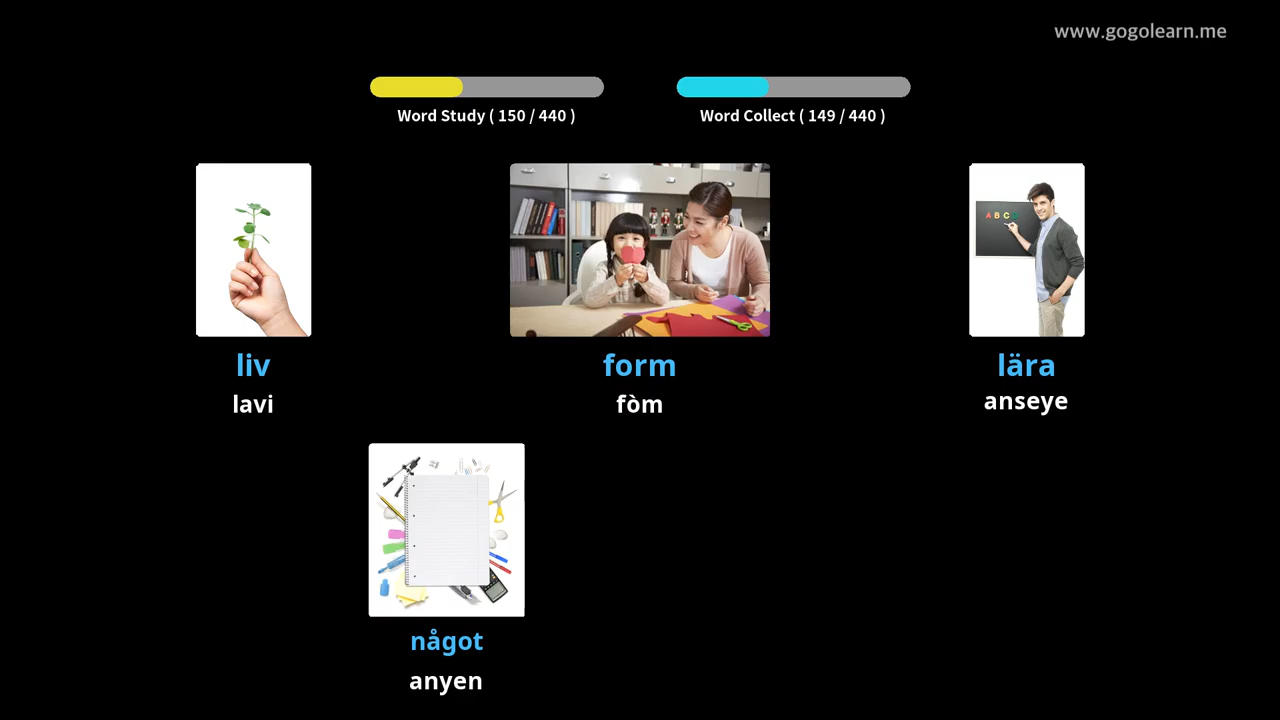 www.gogolearn.me
Word Study ( 150 / 440 )
Word Collect ( 149 / 440 )
A B C
liv
lavi
form
fòm
lära
anseye
något
anyen